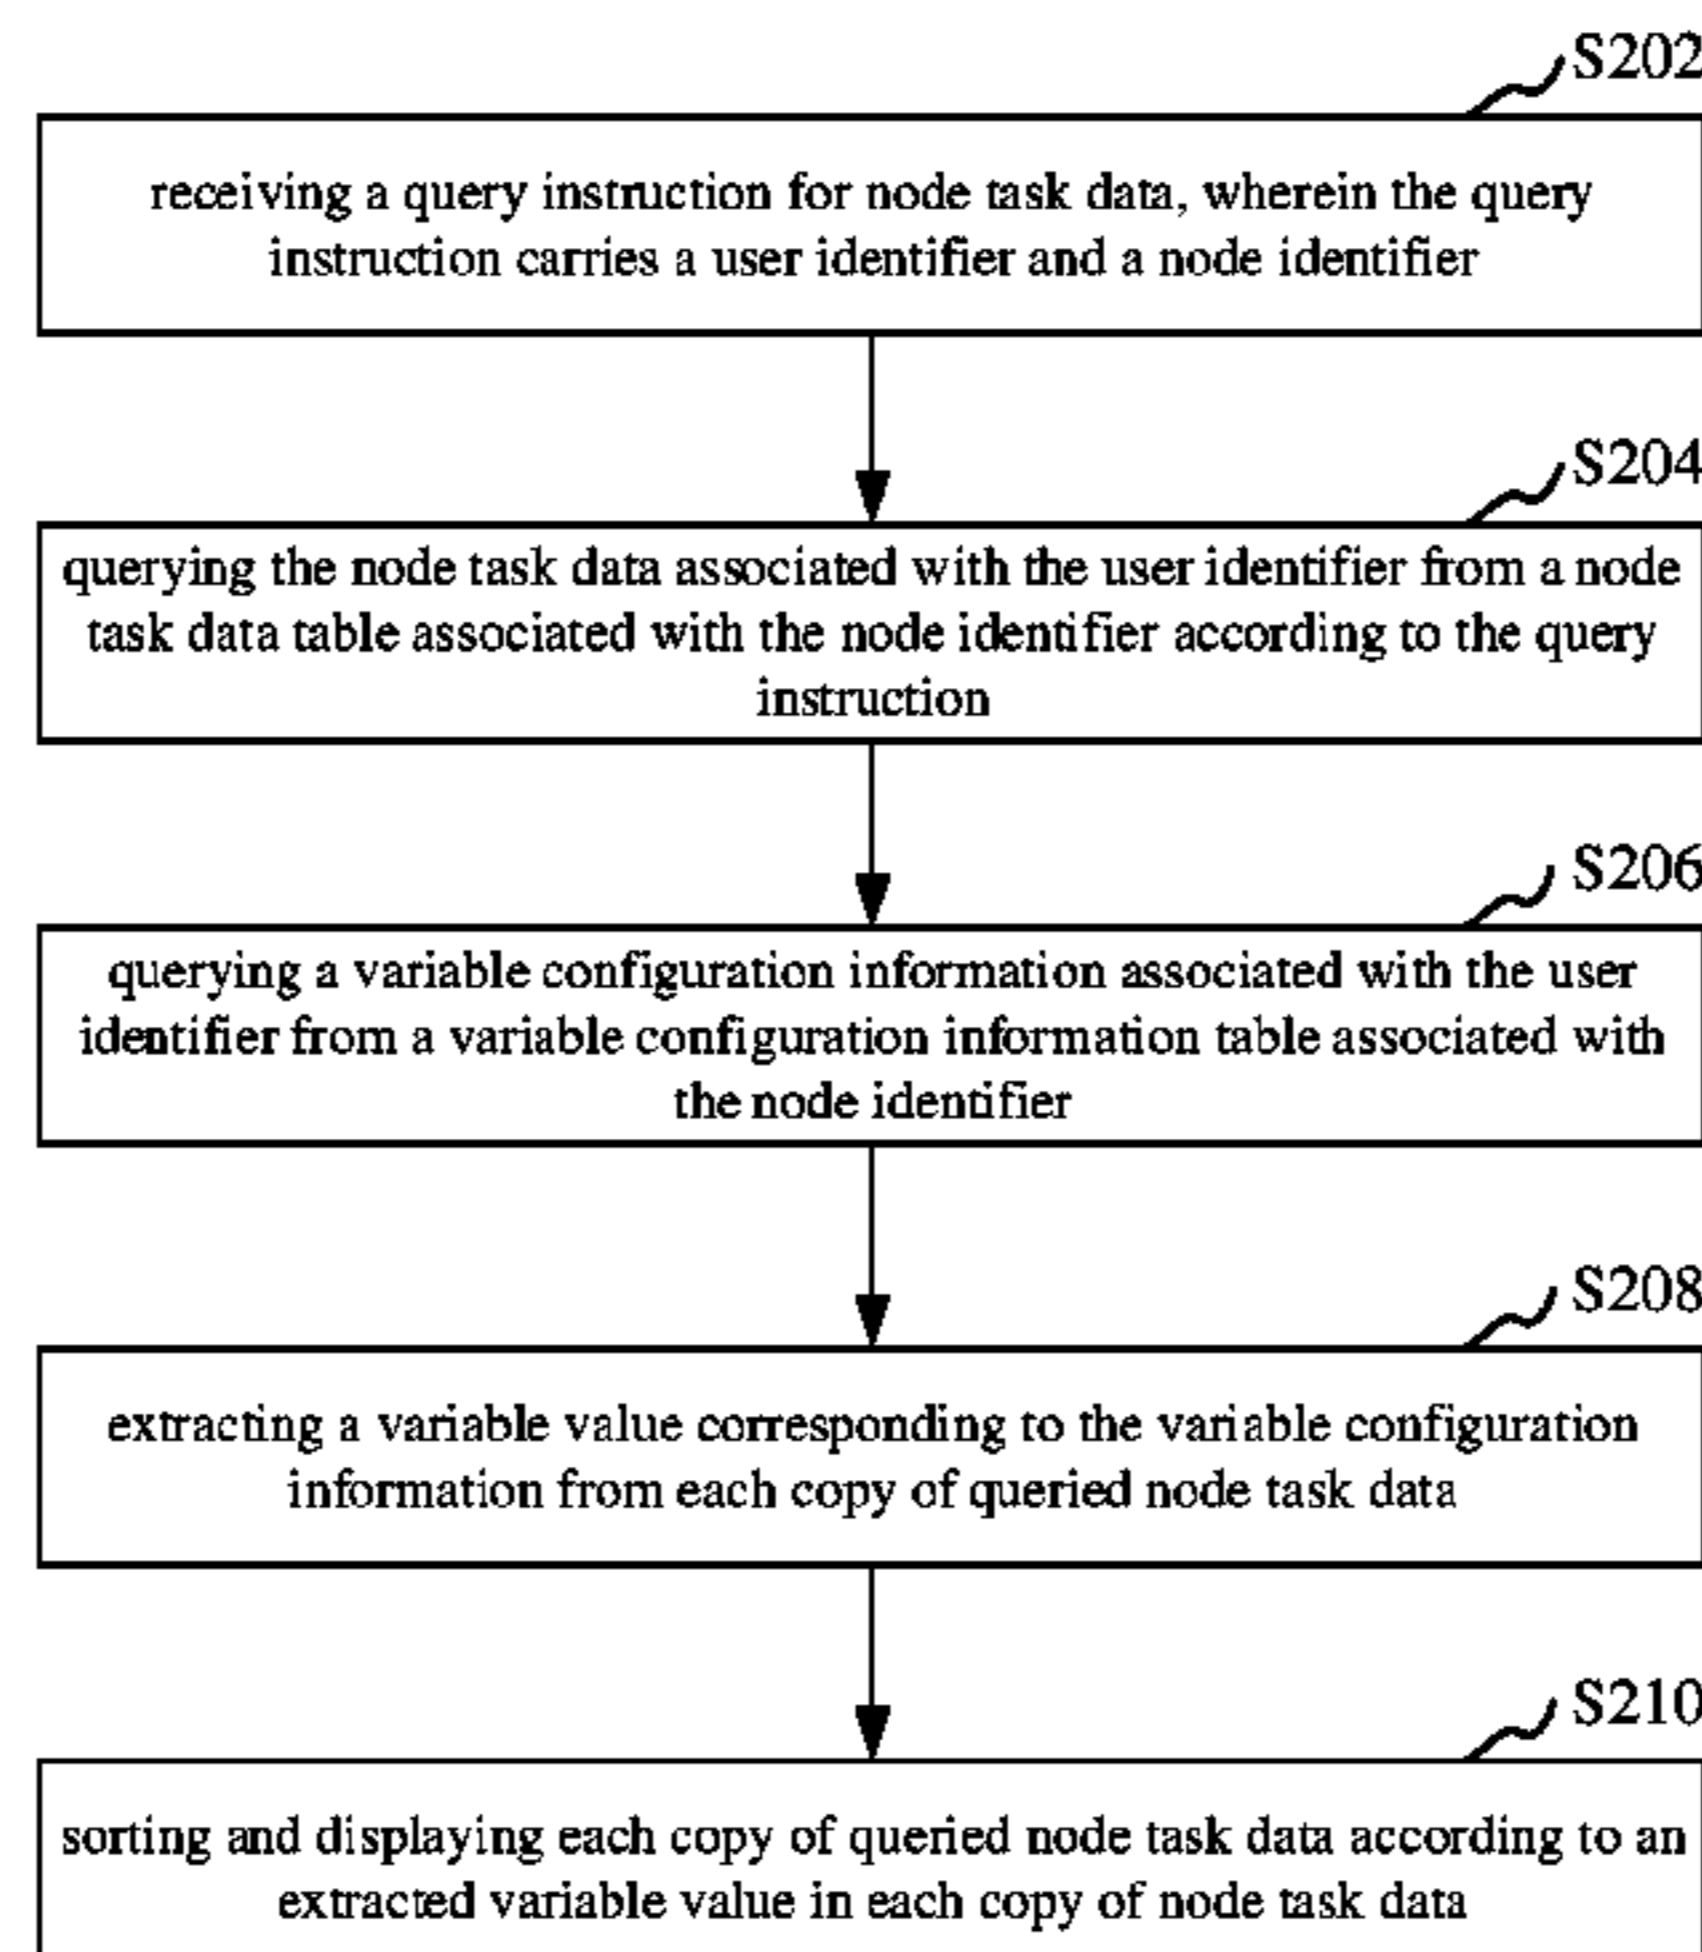 S202
receiving a query instruction for node task data, wherein the query
instruction carries a user identifier and a node identifier
S204
querying the node task data associated with the user identifier from a node
task data table associated with the node identifier according to the query
instruction
S206
querying a variable configuration information associated with the user
identifier from a variable configuration information table associated with
the node identifier
S208
extracting a variable value corresponding to the variable configuration
information from each copy of queried node task data
S210
sorting and displaying each copy of queried node task data according to an
extracted variable value in each copy of node task data